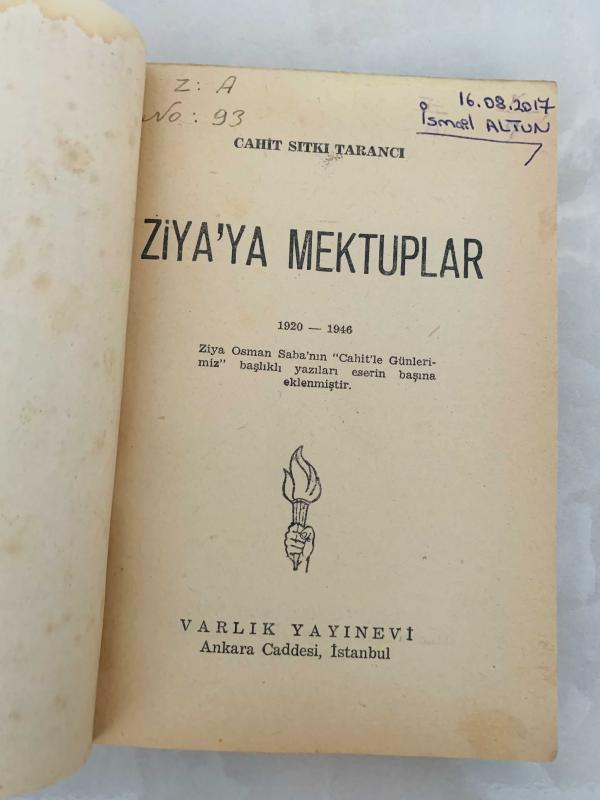 Z: A
No: 93
16.08.2017
İsmail ALTUN
CAHİT SITKI TARANCI
ZİYA'YA MEKTUPLAR
1920 — 1946
Ziya Osman Saba'nın "Cahit'le Günleri-
miz" başlıklı yazıları eserin başına
eklenmiştir.
VARLIK YAYINEVİ
Ankara Caddesi, İstanbul